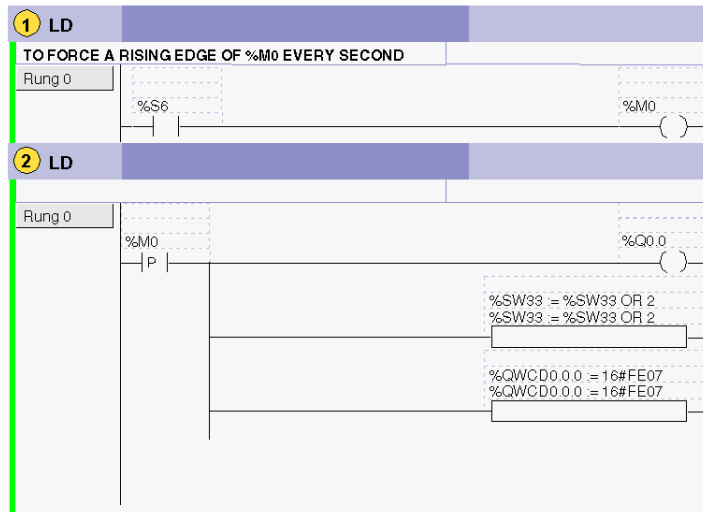 1 LD
TO FORCE A RISING EDGE OF %M0 EVERY SECOND
Rung 0
%S6
%M0
2 LD
Rung 0
%M0
%Q0.0
P
%SW33 := %SW33 OR 2
%SW33 := %SW33 OR 2
%QWCD0.0.0 := 16#FE07
%QWCD0.0.0 := 16#FE07